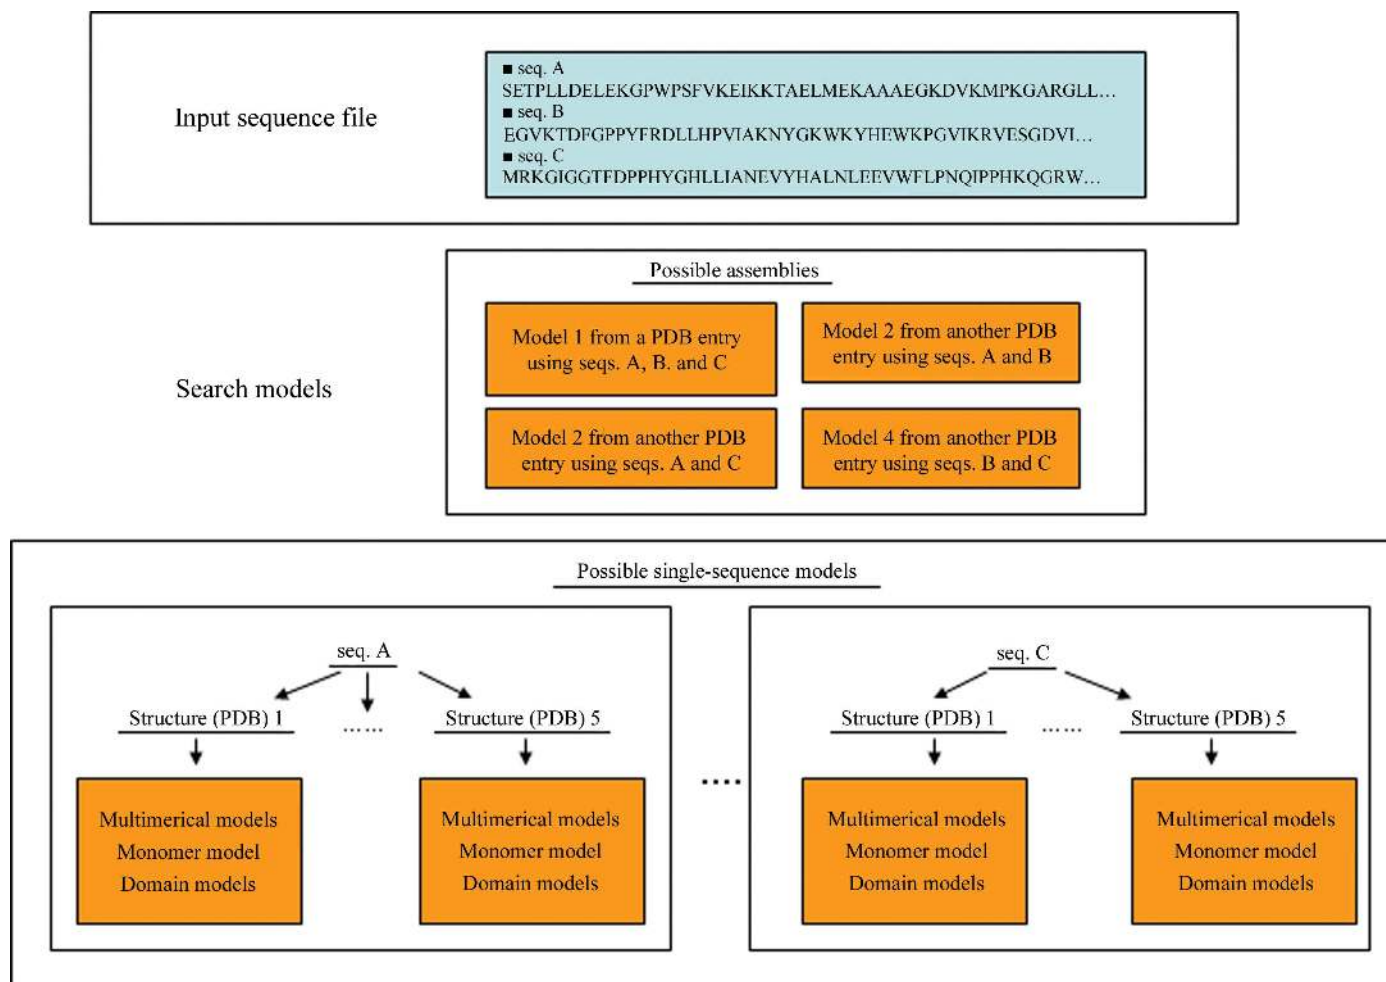 Input sequence file
■ seq. A
SETPLLDELEKGPWPSFVKEIKKTAELMEKAAAEGKDVKMPKGARGLL…
■ seq. B
EGVKTDFGPPYFRDLLHPVIAKNYGKWKYHEWKPGVIKRVESGDVI…
■ seq. C
MRKGIGGTFDPPHYGHLLIANEVYHALNLEEVWFLPNQIPPHKQGRW…
Search models
Possible assemblies
Model 1 from a PDB entry
using seqs. A, B. and C
Model 2 from another PDB
entry using seqs. A and B
Model 2 from another PDB
entry using seqs. A and C
Model 4 from another PDB
entry using seqs. B and C
Possible single-sequence models
seq. A
Structure (PDB) 1
……
Structure (PDB) 5
Multimerical models
Monomer model
Domain models
Multimerical models
Monomer model
Domain models
....
seq. C
Structure (PDB) 1
……
Structure (PDB) 5
Multimerical models
Monomer model
Domain models
Multimerical models
Monomer model
Domain models